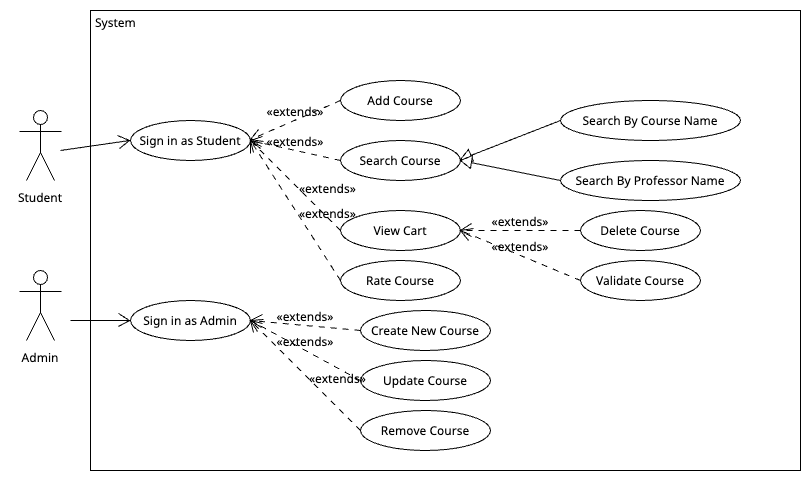 System
Student
Admin
Sign in as Student
«extends»
Add Course
«extends»
Search Course
Search By Course Name
Search By Professor Name
«extends»
View Cart
«extends»
Delete Course
«extends»
Validate Course
«extends»
Rate Course
Sign in as Admin
«extends»
Create New Course
«extends»
Update Course
«extends»
Remove Course